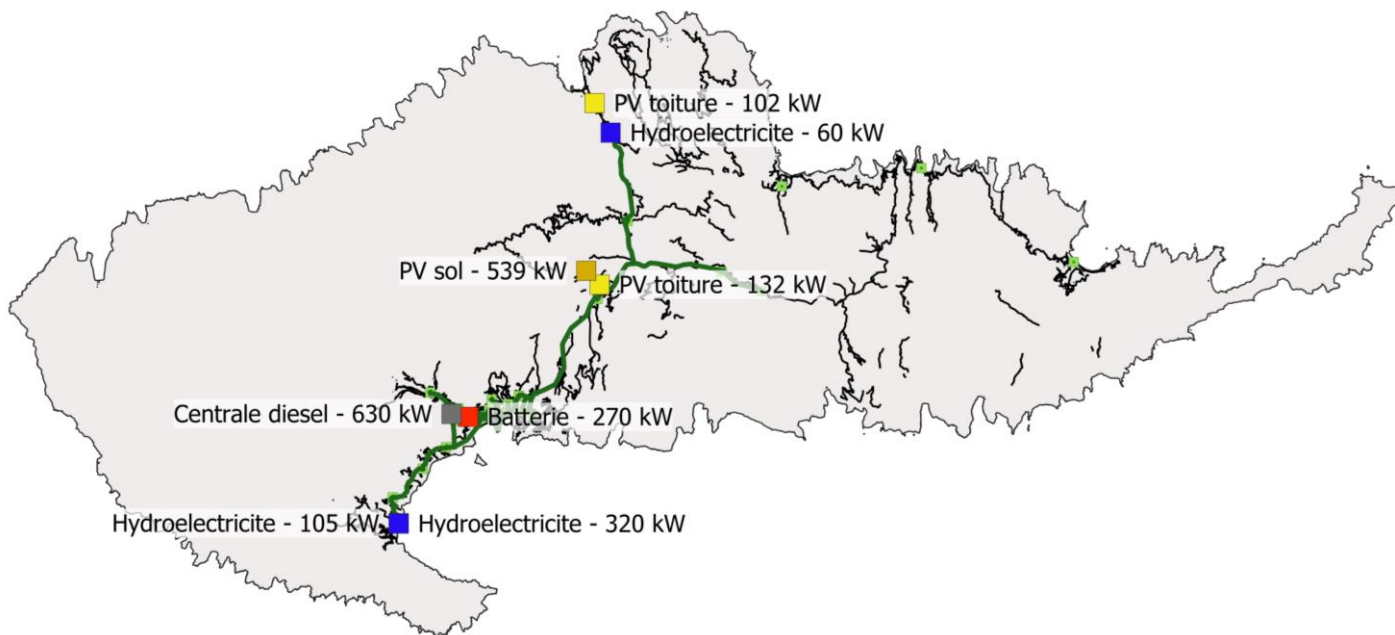 PV toiture - 102 kW
Hydroelectricite - 60 kW
PV sol - 539 kW
PV toiture - 132 kW
Centrale diesel - 630 kW
Batterie - 270 kW
Hydroelectricite - 105 kW
Hydroelectricite - 320 kW